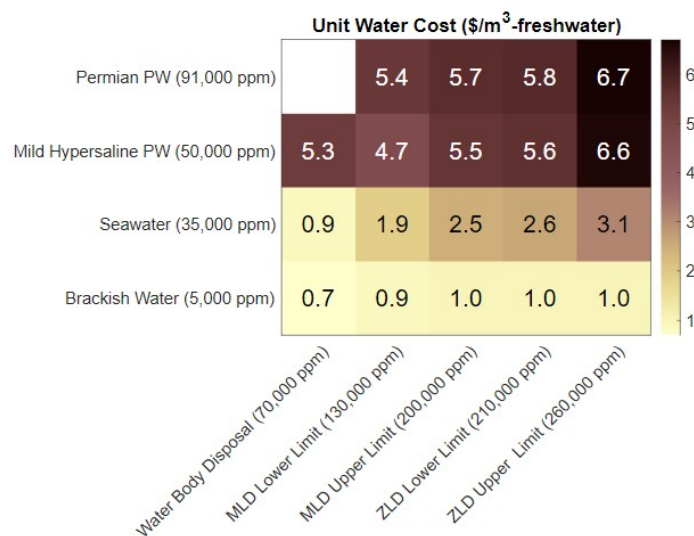 Unit Water Cost ($/m³-freshwater)
Permian PW (91,000 ppm)
5.4 5.7 5.8 6.7
Mild Hypersaline PW (50,000 ppm)
5.3 4.7 5.5 5.6 6.6
Seawater (35,000 ppm)
0.9 1.9 2.5 2.6 3.1
Brackish Water (5,000 ppm)
0.7 0.9 1.0 1.0 1.0
6
5
4
3
2
1
Water Body Disposal (70,000 ppm)
MLD Lower Limit (130,000 ppm)
MLD Upper Limit (200,000 ppm)
ZLD Lower Limit (210,000 ppm)
ZLD Upper Limit (260,000 ppm)